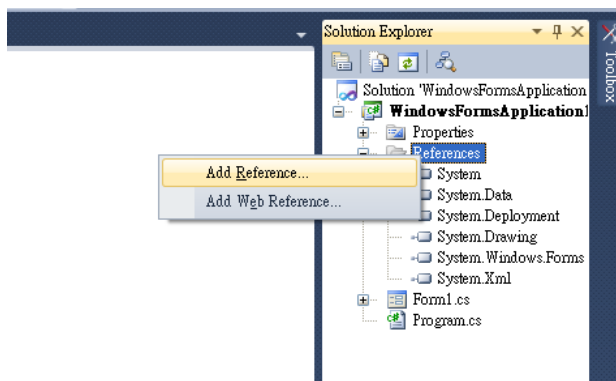 Solution Explorer
Toolbox
Solution 'WindowsFormsApplication
WindowsFormsApplication1
Properties
References
Add Reference...
System
Add Web Reference...
System.Data
System.Deployment
System.Drawing
System.Windows.Forms
System.Xml
Form1.cs
Program.cs